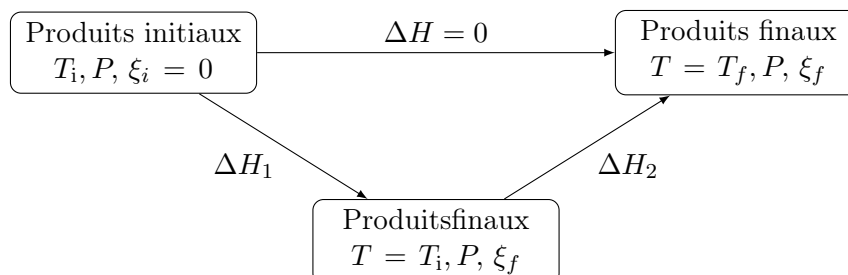 Produits initiaux
T_i, P, ξ_i = 0
ΔH = 0
Produits finaux
T = T_f, P, ξ_f
ΔH_1
ΔH_2
Produitsfinaux
T = T_i, P, ξ_f